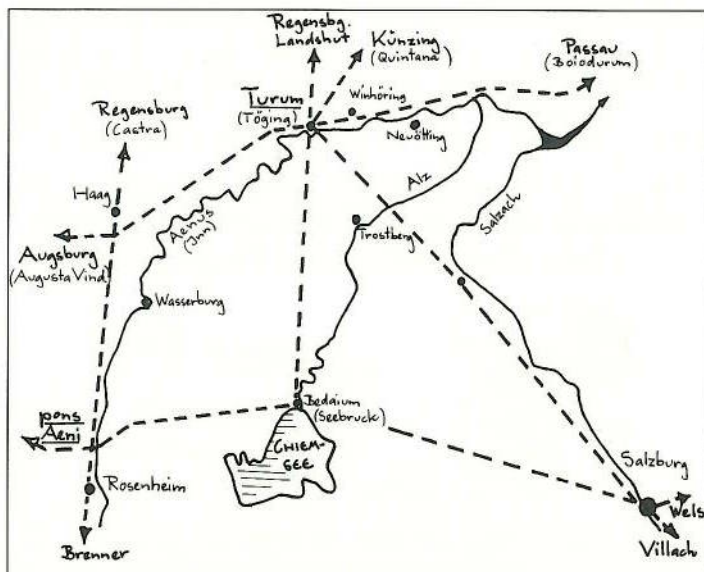 Regensbg.
Landshut
Künzing
(Quintana)
Passau
(Boiodurum)
Regensburg
(Castra)
Turum
(Töging)
Winhöring
Neuötting
Haag
Alz
Aenus
(Inn)
Salzach
Trostberg
Augsburg
(Augusta Vind)
Wasserburg
pons
Aeni
Bedaium
(Seebruck)
CHIEM-
SEE
Rosenheim
Salzburg
Wels
Brenner
Villach